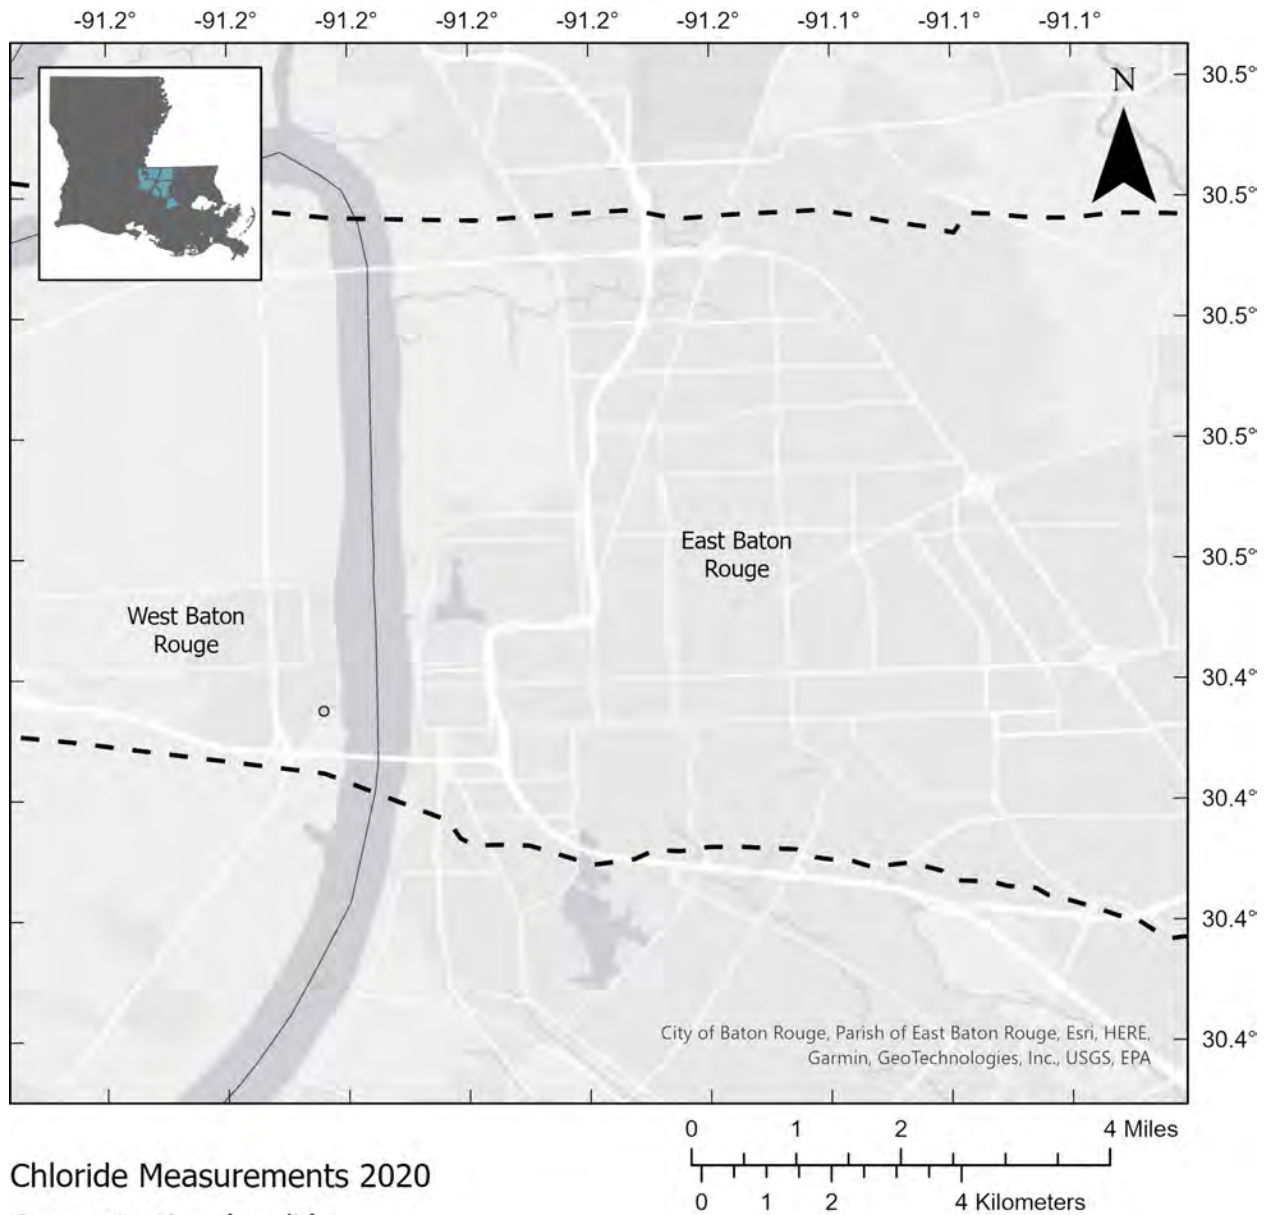 -91.2° -91.2° -91.2° -91.2° -91.2° -91.2° -91.1° -91.1° -91.1°
30.5°
N
30.5°
30.5°
30.5°
East Baton
Rouge
30.5°
West Baton
Rouge
30.4°
30.4°
30.4°
City of Baton Rouge, Parish of East Baton Rouge, Esri, HERE,
Garmin, GeoTechnologies, Inc., USGS, EPA
30.4°
0 1 2 4 Miles
Chloride Measurements 2020
0 1 2 4 Kilometers